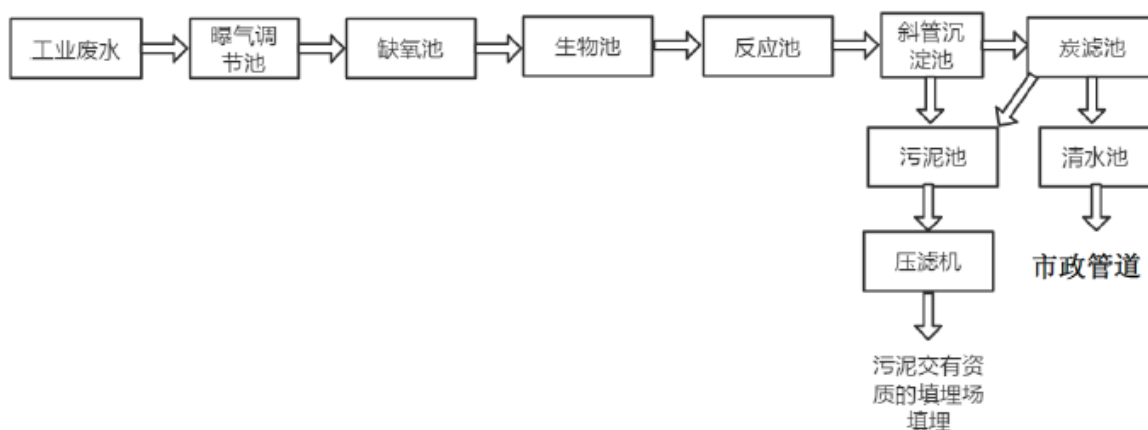 工业废水
曝气调
节池
缺氧池
生物池
反应池
斜管沉
淀池
炭滤池
污泥池
清水池
压滤机
市政管道
污泥交有资
质的填埋场
填埋